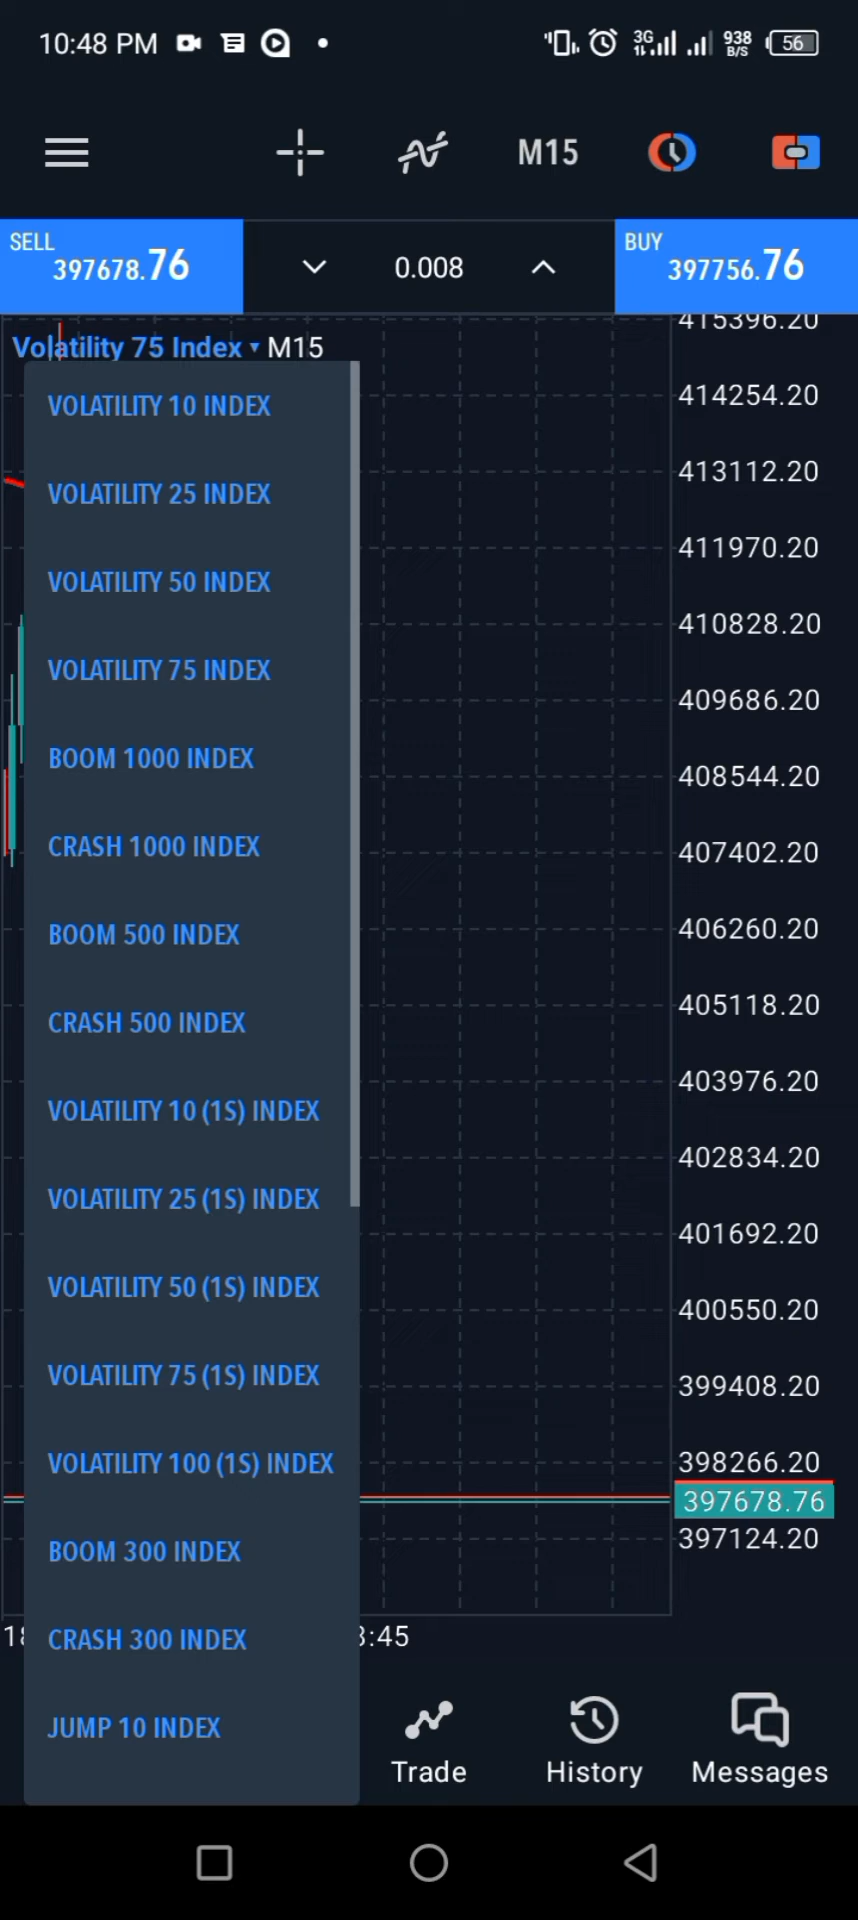 10:48 PM
3G
938
B/S
56
M15
SELL
397678.76
0.008
BUY
397756.76
415396.20
Volatility 75 Index ▾ M15
414254.20
413112.20
411970.20
410828.20
409686.20
408544.20
407402.20
406260.20
405118.20
403976.20
402834.20
401692.20
400550.20
399408.20
398266.20
397678.76
397124.20
VOLATILITY 10 INDEX
VOLATILITY 25 INDEX
VOLATILITY 50 INDEX
VOLATILITY 75 INDEX
BOOM 1000 INDEX
CRASH 1000 INDEX
BOOM 500 INDEX
CRASH 500 INDEX
VOLATILITY 10 (1S) INDEX
VOLATILITY 25 (1S) INDEX
VOLATILITY 50 (1S) INDEX
VOLATILITY 75 (1S) INDEX
VOLATILITY 100 (1S) INDEX
BOOM 300 INDEX
CRASH 300 INDEX
JUMP 10 INDEX
:45
Trade
History
Messages